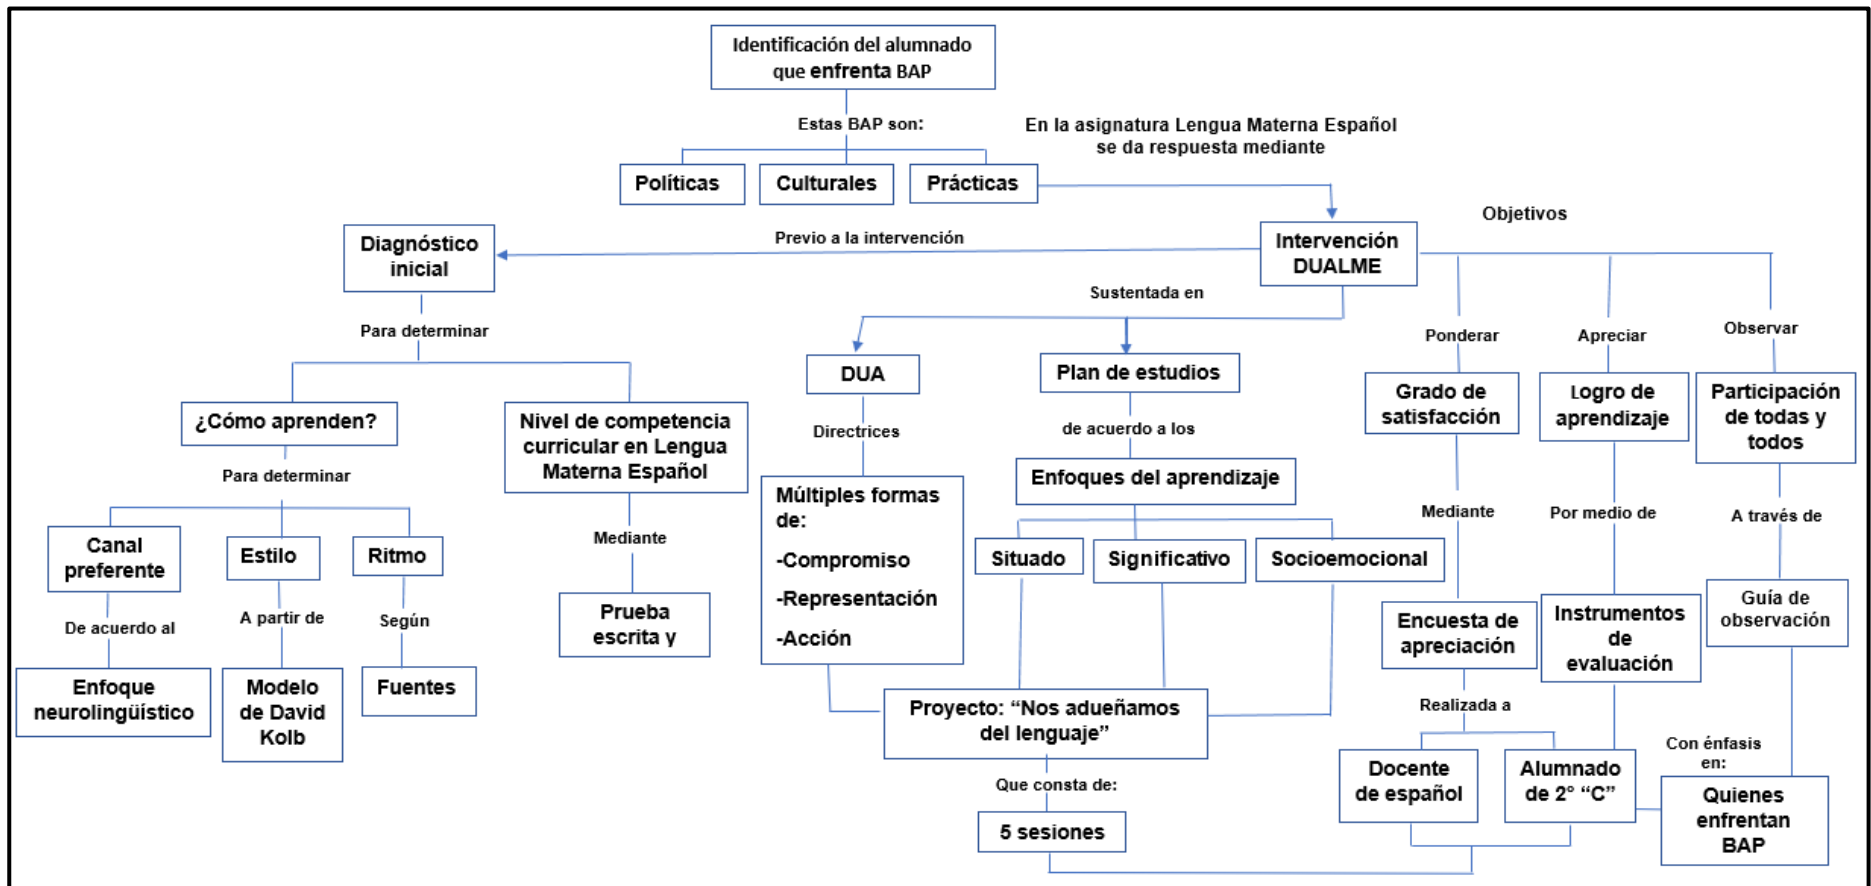 Identificación del alumnado
que enfrenta BAP
Estas BAP son:
En la asignatura Lengua Materna Español
se da respuesta mediante
Políticas
Culturales
Prácticas
Objetivos
Diagnóstico
inicial
Previo a la intervención
Intervención
DUALME
Sustentada en
Para determinar
Ponderar
Apreciar
Observar
DUA
Plan de estudios
Grado de
satisfacción
Logro de
aprendizaje
Participación
de todas y
todos
¿Cómo aprenden?
Nivel de competencia
curricular en Lengua
Materna Español
Directrices
de acuerdo a los
Para determinar
Múltiples formas
de:
-Compromiso
-Representación
-Acción
Enfoques del aprendizaje
Mediante
Por medio de
A través de
Canal
preferente
Estilo
Ritmo
Mediante
Situado
Significativo
Socioemocional
De acuerdo al
A partir de
Según
Prueba
escrita y
Encuesta de
apreciación
Instrumentos
de
evaluación
Guía de
observación
Enfoque
neurolingüístico
Modelo
de David
Kolb
Fuentes
Proyecto: “Nos adueñamos
del lenguaje”
Realizada a
Que consta de:
Docente
de español
Alumnado
de 2° “C”
Con énfasis
en:
5 sesiones
Quienes
enfrentan
BAP